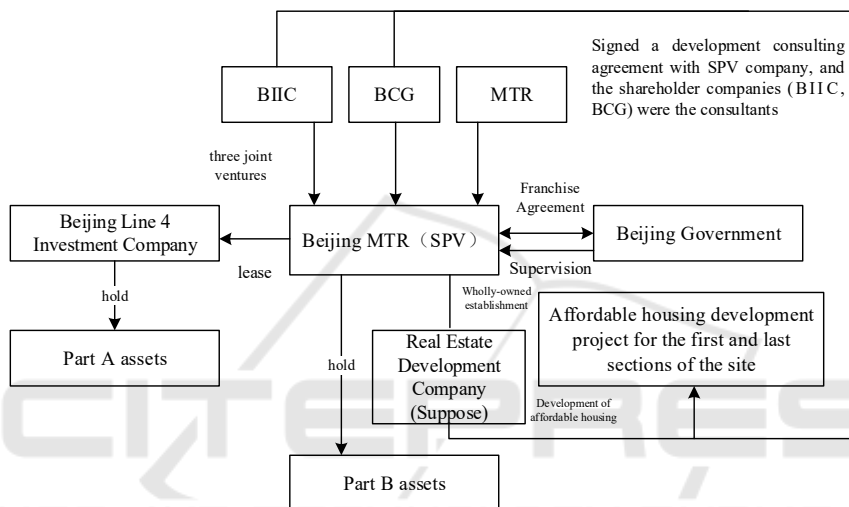 Signed a development consulting
agreement with SPV company, and
the shareholder companies (BIIC,
BCG) were the consultants
BIIC
BCG
MTR
three joint
ventures
Franchise
Agreement
Beijing Line 4
Investment Company
Beijing MTR（SPV）
Beijing Government
lease
Supervision
hold
Wholly-owned
establishment
Affordable housing development
project for the first and last
sections of the site
Part A assets
hold
Real Estate
Development
Company
(Suppose)
Development of
affordable housing
Part B assets